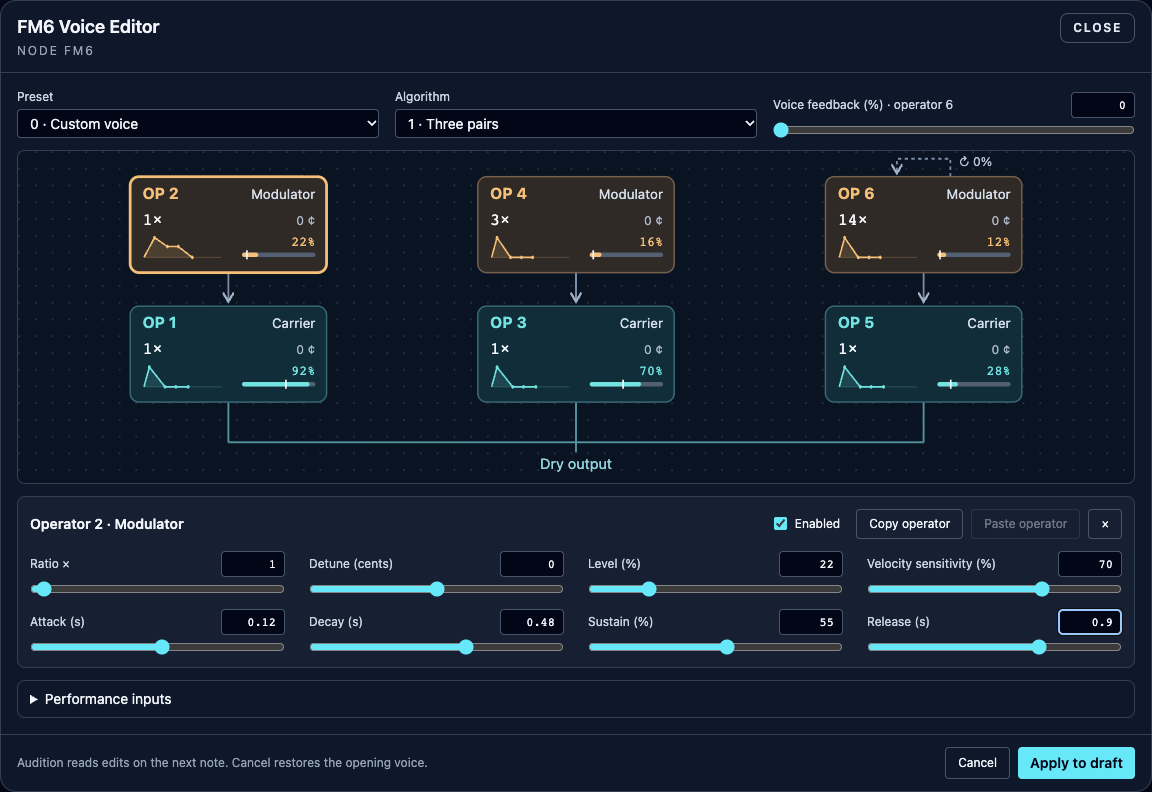 FM6 Voice Editor
NODE FM6
CLOSE
Preset
0 · Custom voice
Algorithm
1 · Three pairs
Voice feedback (%) · operator 6
0
↻ 0%
OP 2 Modulator
1× 0 ¢
22%
OP 4 Modulator
3× 0 ¢
16%
OP 6 Modulator
14× 0 ¢
12%
OP 1 Carrier
1× 0 ¢
92%
OP 3 Carrier
1× 0 ¢
70%
OP 5 Carrier
1× 0 ¢
28%
Dry output
Operator 2 · Modulator
Enabled
Copy operator
Paste operator
×
Ratio × 1
Detune (cents) 0
Level (%) 22
Velocity sensitivity (%) 70
Attack (s) 0.12
Decay (s) 0.48
Sustain (%) 55
Release (s) 0.9
Performance inputs
Audition reads edits on the next note. Cancel restores the opening voice.
Cancel
Apply to draft